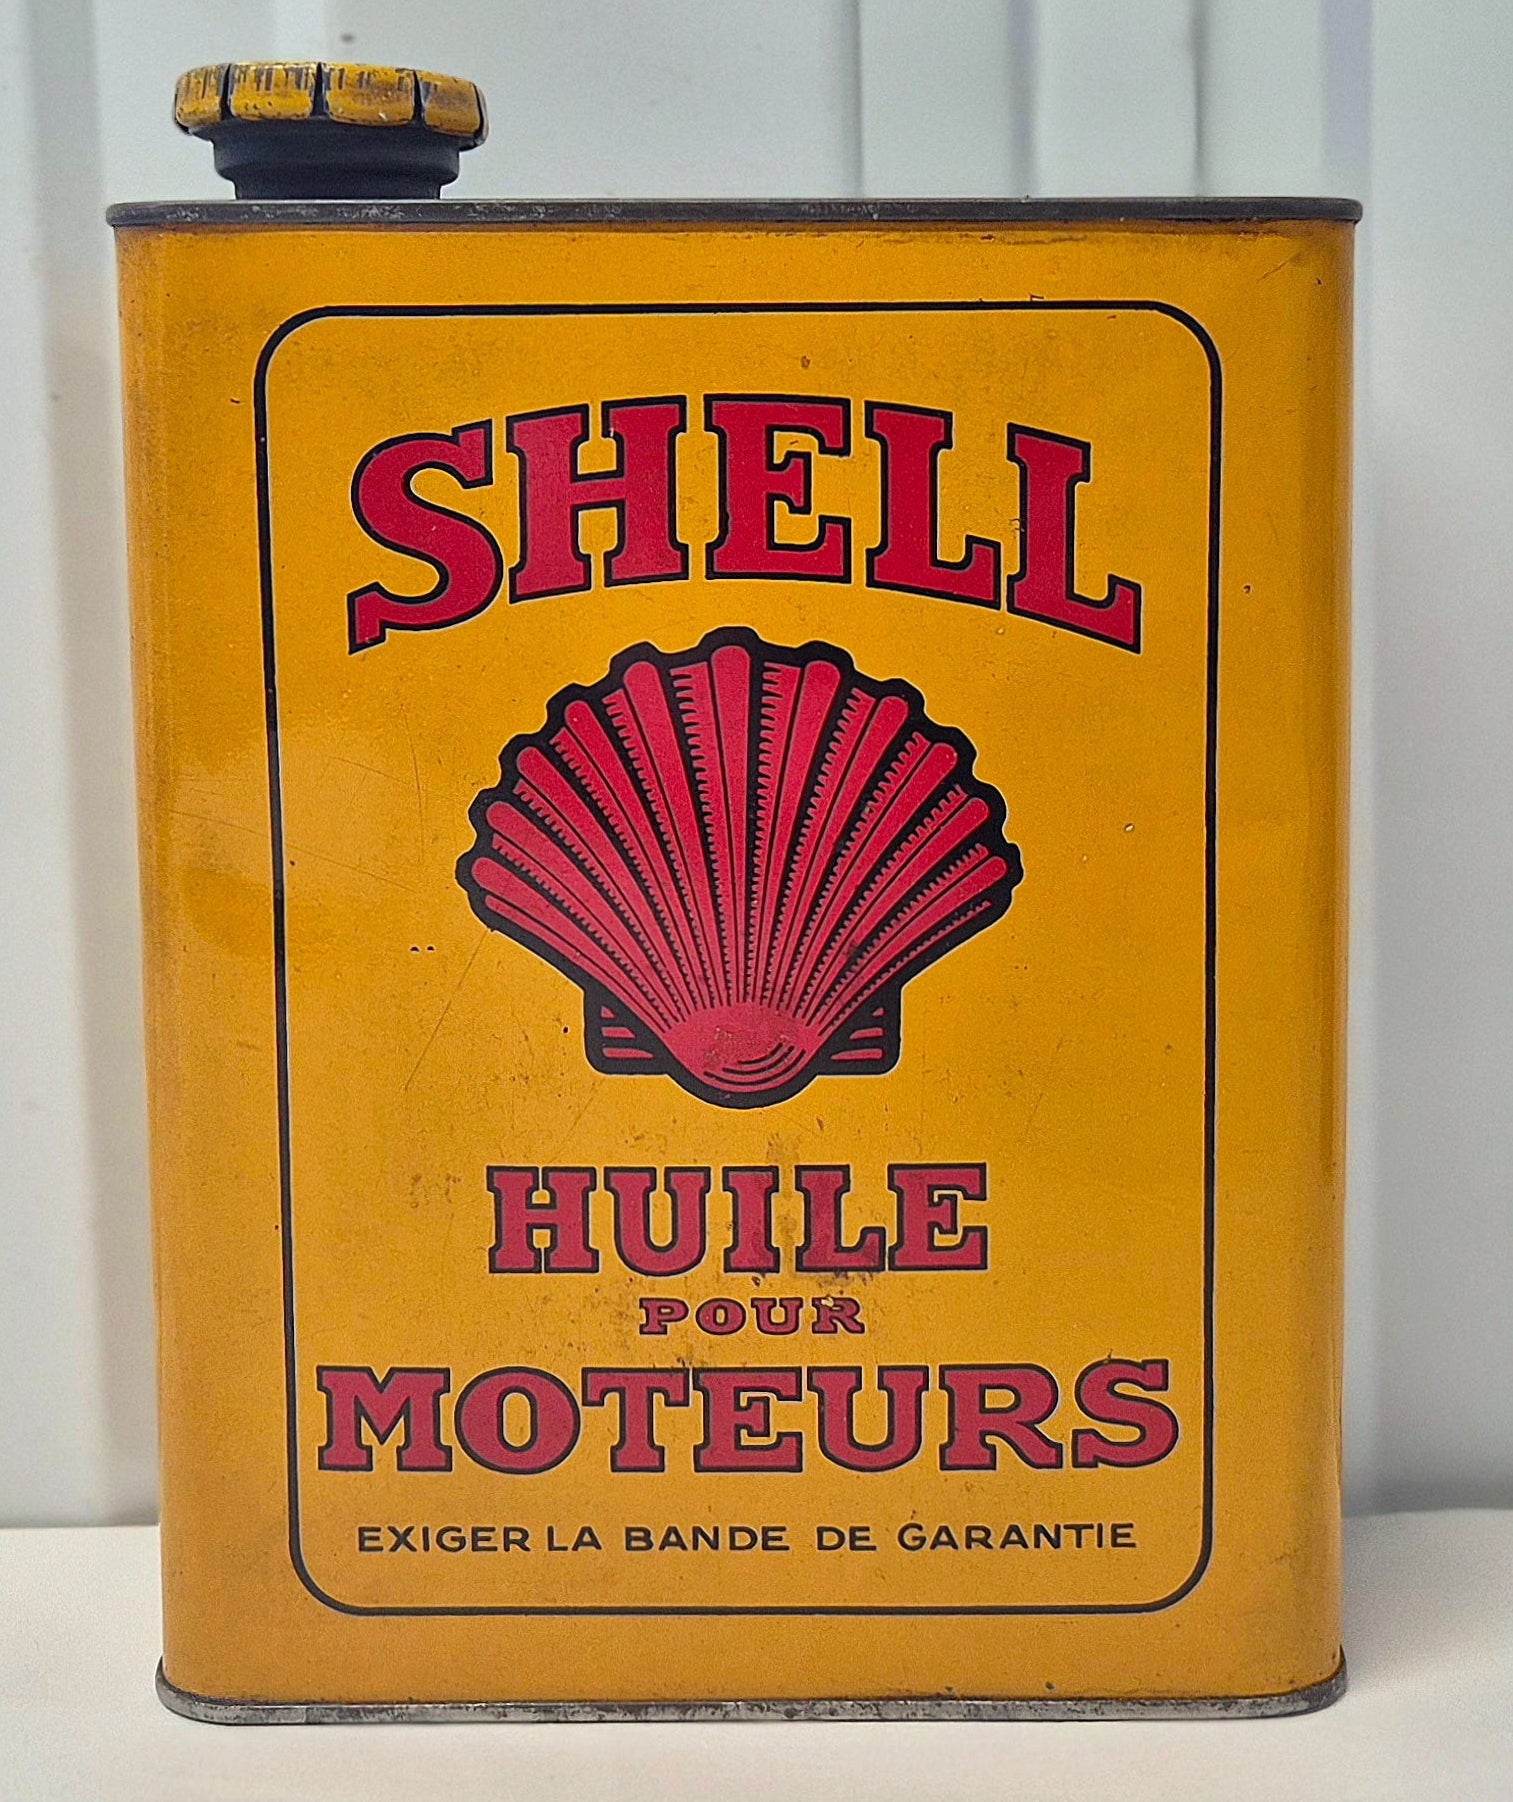 SHELL
HUILE
POUR
MOTEURS
EXIGER LA BANDE DE GARANTIE